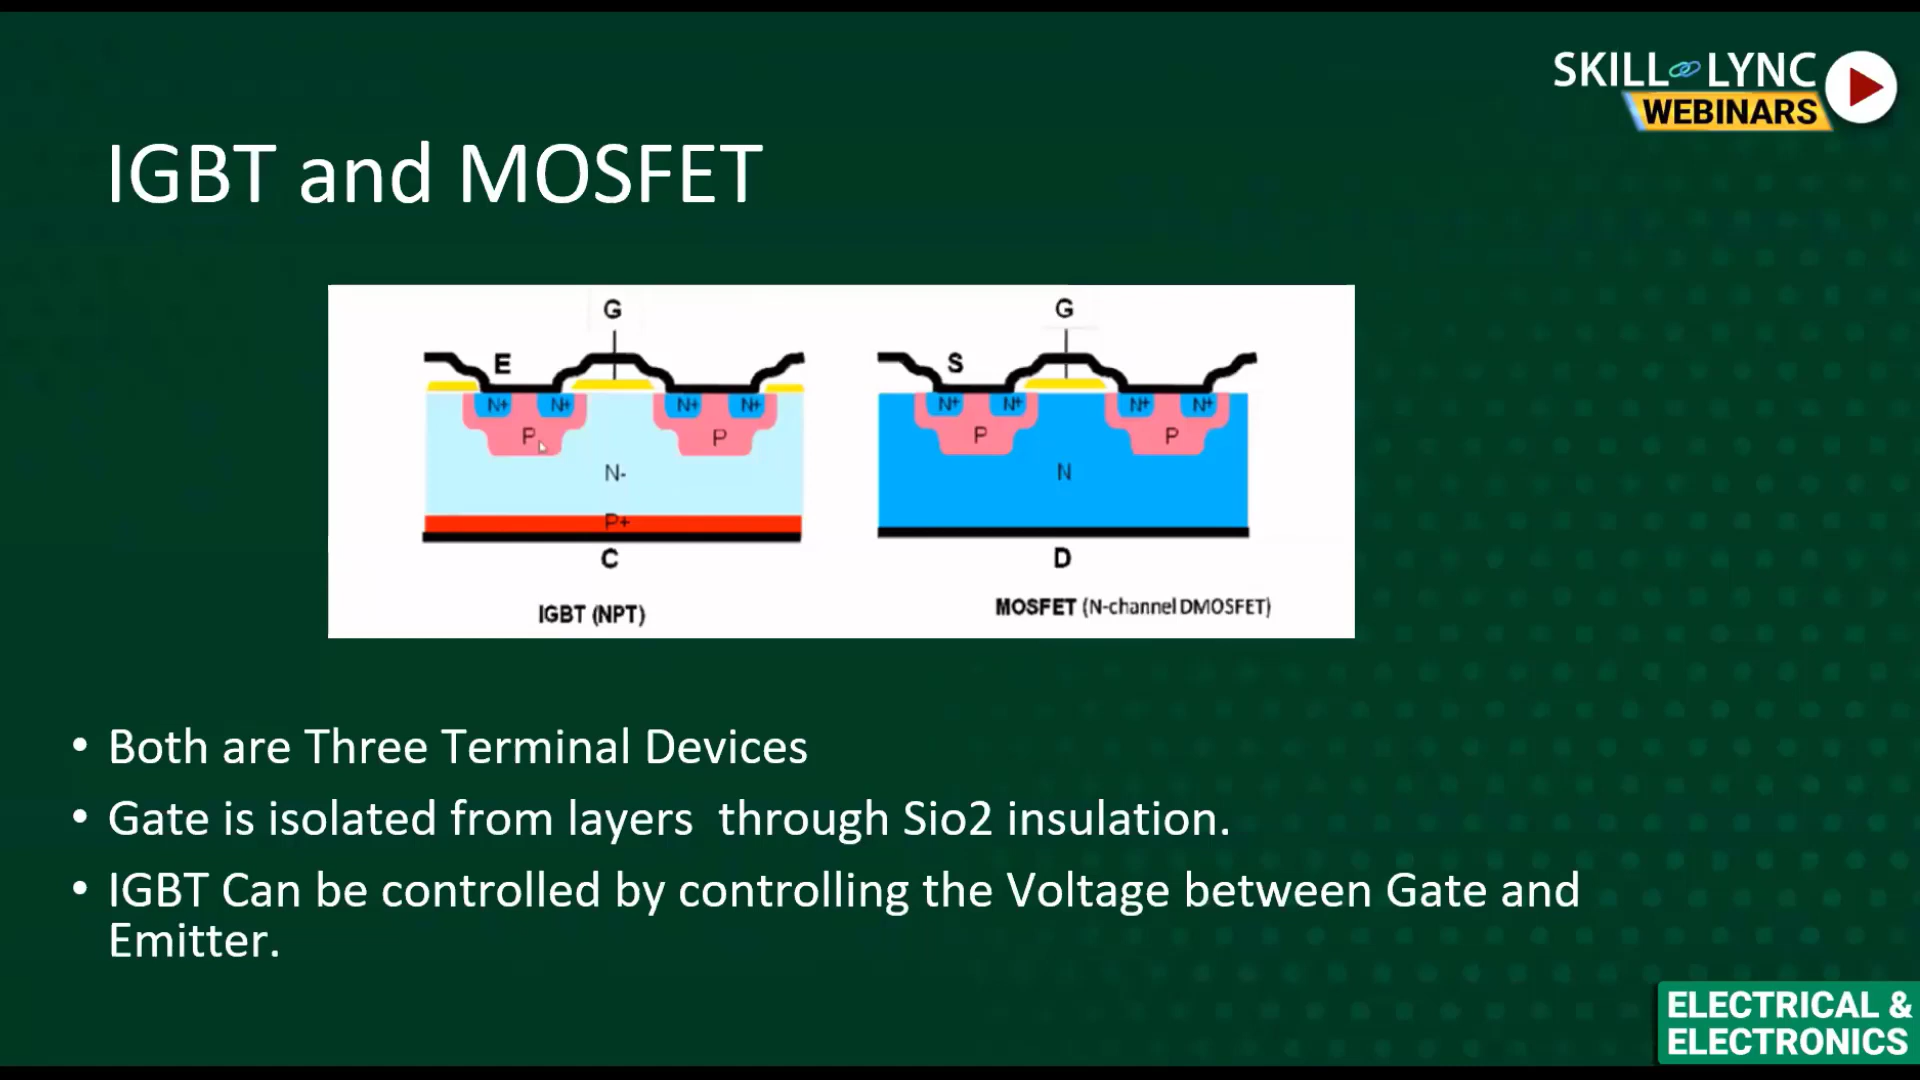 SKILL LYNC
WEBINARS
IGBT and MOSFET
G
G
E
S
N+ N+ N+ N+
N+ N+ N+ N+
P P
P P
N-
N
P+
C
D
IGBT (NPT)
MOSFET (N-channel DMOSFET)
• Both are Three Terminal Devices
• Gate is isolated from layers through Sio2 insulation.
• IGBT Can be controlled by controlling the Voltage between Gate and
Emitter.
ELECTRICAL &
ELECTRONICS